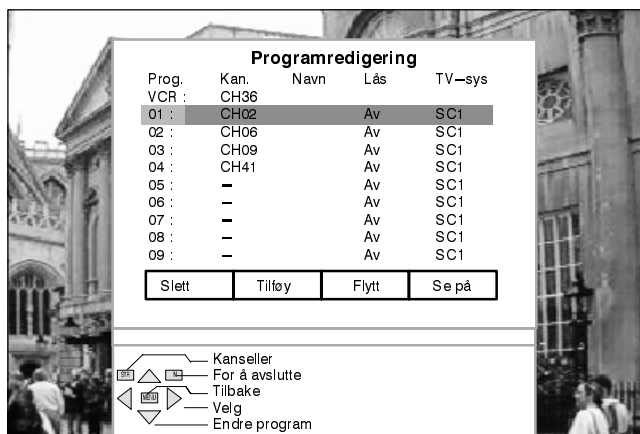 Programredigering
Prog. Kan. Navn Lås TV–sys
VCR : CH36
01 : CH02 Av SC1
02 : CH06 Av SC1
03 : CH09 Av SC1
04 : CH41 Av SC1
05 : – Av SC1
06 : – Av SC1
07 : – Av SC1
08 : – Av SC1
09 : – Av SC1
Slett Tilføy Flytt Se på
Kanseller
STR N For å avslutte
Tilbake
MENU Velg
Endre program